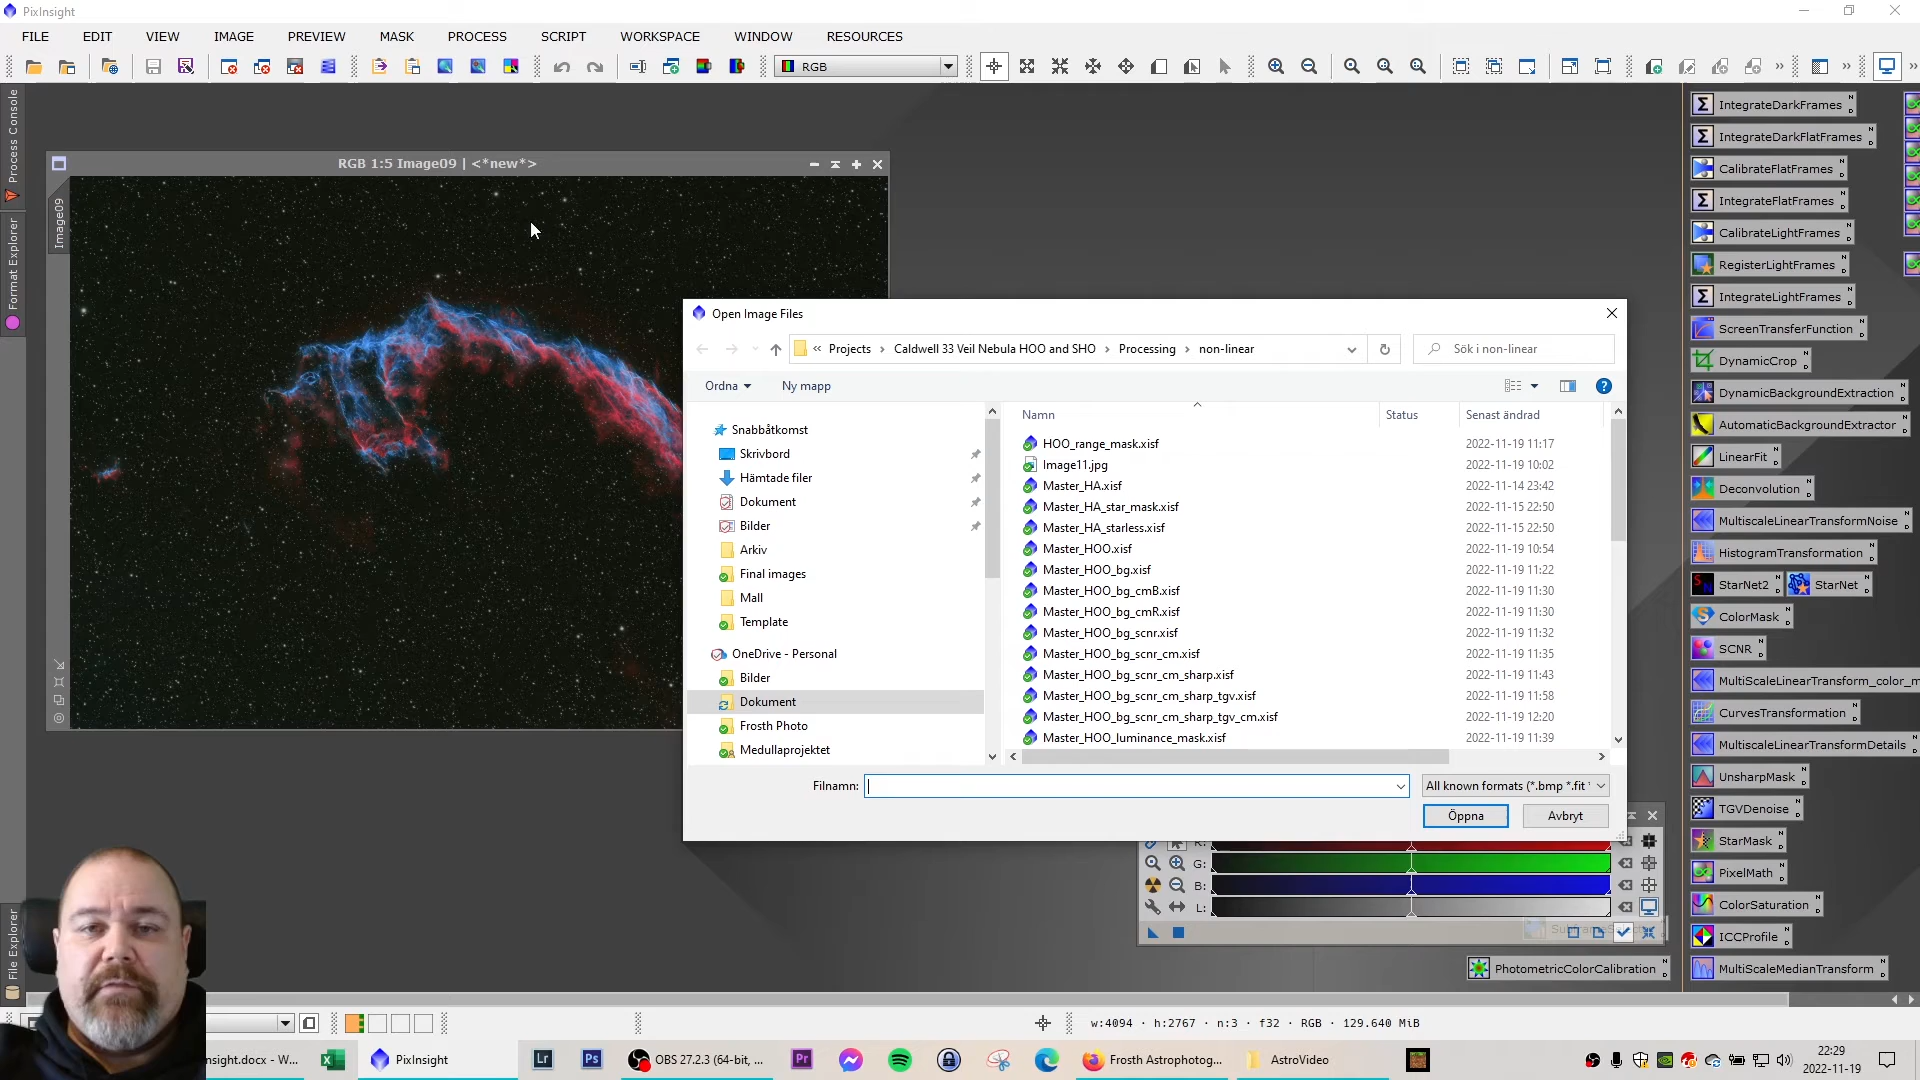 PixInsight
FILE EDIT VIEW IMAGE PREVIEW MASK PROCESS SCRIPT WORKSPACE WINDOW RESOURCES
RGB
Process Console
Format Explorer
File Explorer
RGB 1:5 Image09 | <*new*>
Image09
Open Image Files
« Projects › Caldwell 33 Veil Nebula HOO and SHO › Processing › non-linear
Sök i non-linear
Ordna Ny mapp
Snabbåtkomst
Skrivbord
Hämtade filer
Dokument
Bilder
Arkiv
Final images
Mall
Template
OneDrive - Personal
Bilder
Dokument
Frosth Photo
Medullaprojektet
Namn Status Senast ändrad
HOO_range_mask.xisf 2022-11-19 11:17
Image11.jpg 2022-11-19 10:02
Master_HA.xisf 2022-11-14 23:42
Master_HA_star_mask.xisf 2022-11-15 22:50
Master_HA_starless.xisf 2022-11-15 22:50
Master_HOO.xisf 2022-11-19 10:54
Master_HOO_bg.xisf 2022-11-19 11:22
Master_HOO_bg_cmB.xisf 2022-11-19 11:30
Master_HOO_bg_cmR.xisf 2022-11-19 11:30
Master_HOO_bg_scnr.xisf 2022-11-19 11:32
Master_HOO_bg_scnr_cm.xisf 2022-11-19 11:35
Master_HOO_bg_scnr_cm_sharp.xisf 2022-11-19 11:43
Master_HOO_bg_scnr_cm_sharp_tgv.xisf 2022-11-19 11:58
Master_HOO_bg_scnr_cm_sharp_tgv_cm.xisf 2022-11-19 12:20
Master_HOO_luminance_mask.xisf 2022-11-19 11:39
Filnamn:
All known formats (*.bmp *.fit
Öppna Avbryt
G:
B:
L:
IntegrateDarkFrames
IntegrateDarkFlatFrames
CalibrateFlatFrames
IntegrateFlatFrames
CalibrateLightFrames
RegisterLightFrames
IntegrateLightFrames
ScreenTransferFunction
DynamicCrop
DynamicBackgroundExtraction
AutomaticBackgroundExtractor
LinearFit
Deconvolution
MultiscaleLinearTransformNoise
HistogramTransformation
StarNet2 StarNet
ColorMask
SCNR
MultiScaleLinearTransform_color_m
CurvesTransformation
MultiscaleLinearTransformDetails
UnsharpMask
TGVDenoise
StarMask
PixelMath
ColorSaturation
ICCProfile
PhotometricColorCalibration MultiScaleMedianTransform
w:4094 · h:2767 · n:3 · f32 · RGB · 129.640 MiB
nsight.docx - W...
PixInsight
Lr
Ps
OBS 27.2.3 (64-bit, ...
Pr
Frosth Astrophotog...
AstroVideo
22:29
2022-11-19